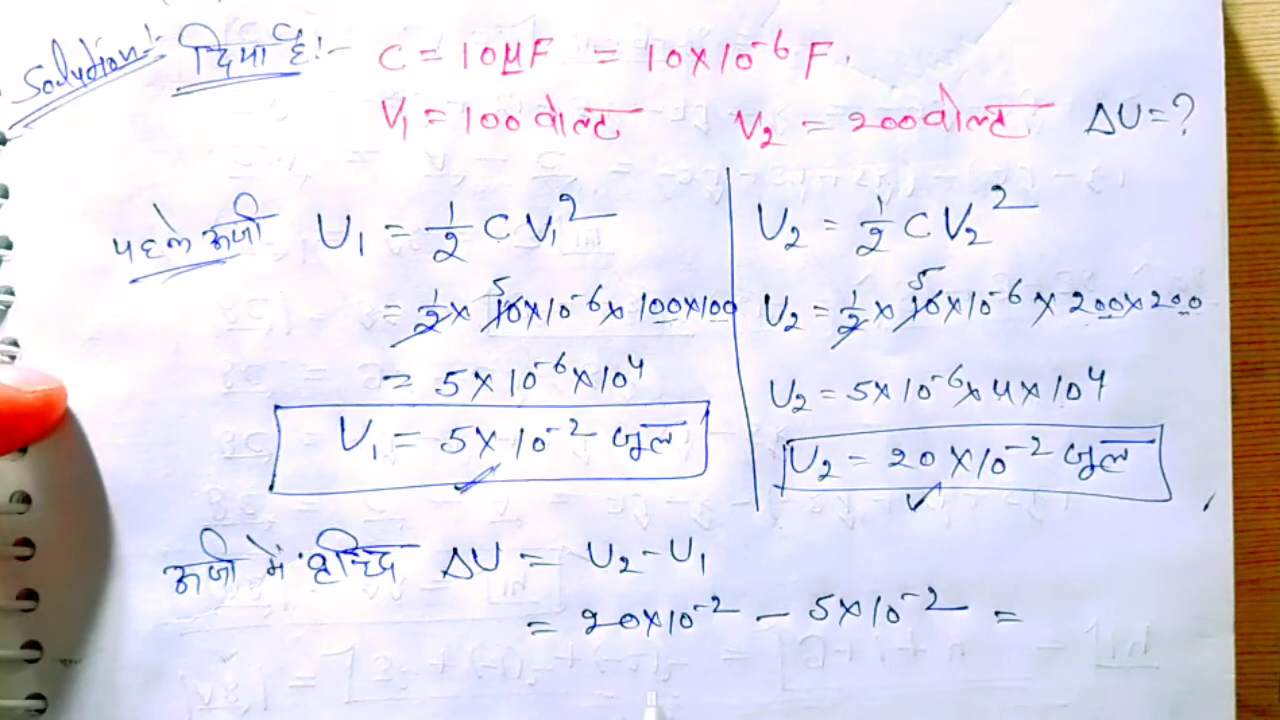 Solution:- दिया है:- C = 10μF = 10×10⁻⁶ F.
V₁ = 100 वोल्ट V₂ = 200 वोल्ट ΔU = ?
पहले ऊर्जा U₁ = 1/2 C V₁²
= 1/2 × 10×10⁻⁶ × 100×100
5
= 5×10⁻⁶×10⁴
U₁ = 5×10⁻² जूल
U₂ = 1/2 C V₂²
U₂ = 1/2 × 10×10⁻⁶ × 200×200
5
U₂ = 5×10⁻⁶×4×10⁴
U₂ = 20×10⁻² जूल
ऊर्जा में वृद्धि ΔU = U₂ - U₁
= 20×10⁻² - 5×10⁻² =